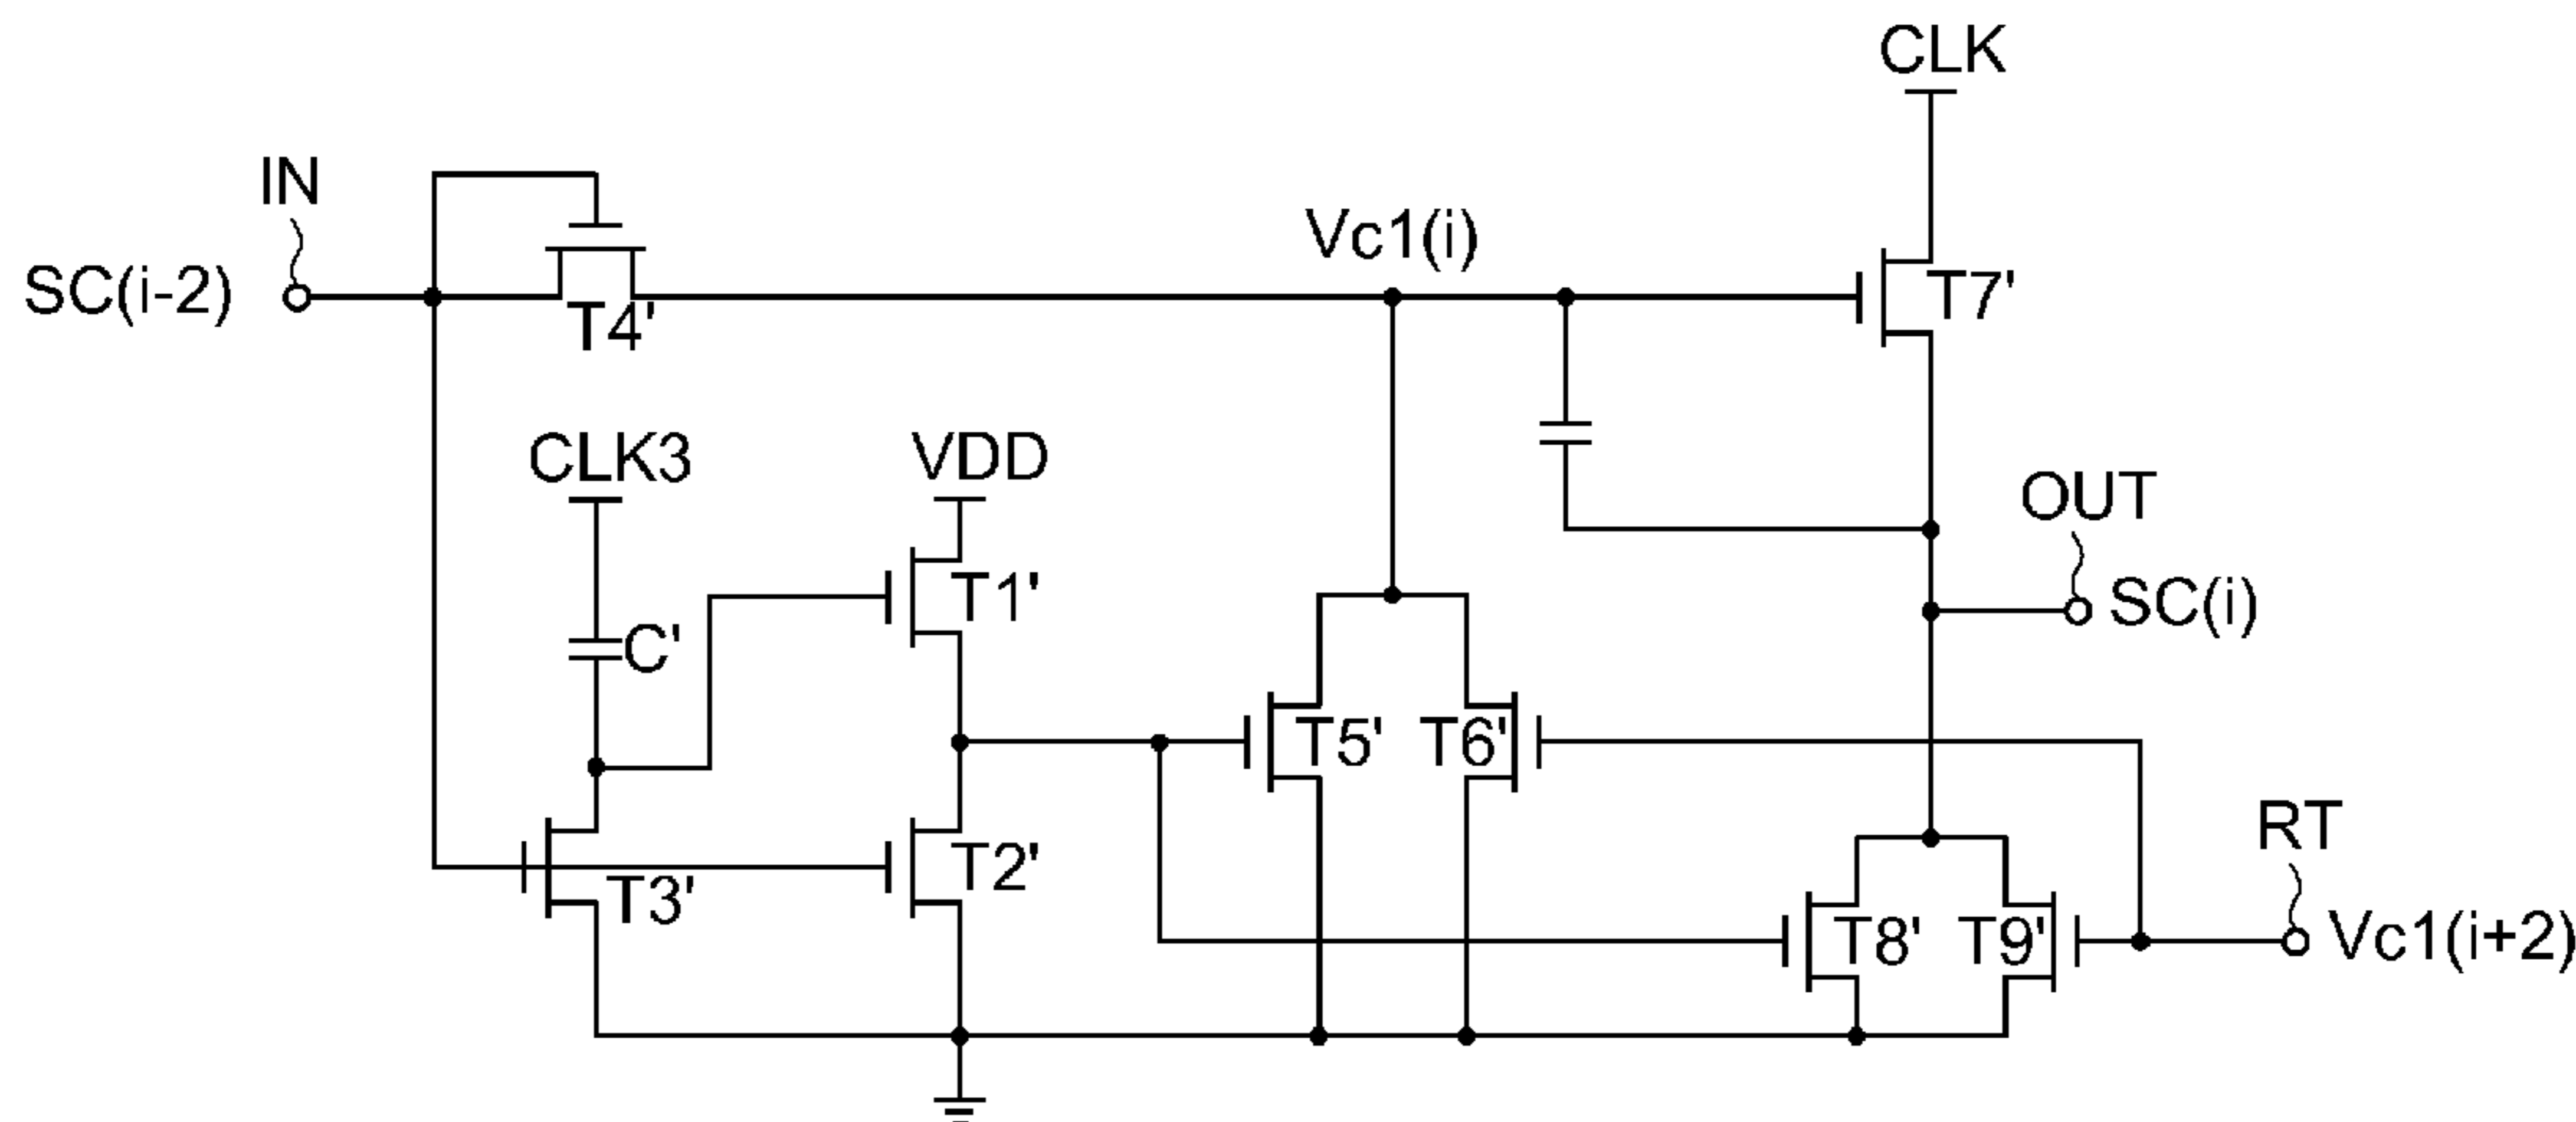 CLK
IN
Vc1(i)
SC(i-2)
T4'
T7'
CLK3
VDD
OUT
T1'
SC(i)
C'
T5'
T6'
RT
T2'
T3'
T8'
T9'
Vc1(i+2)